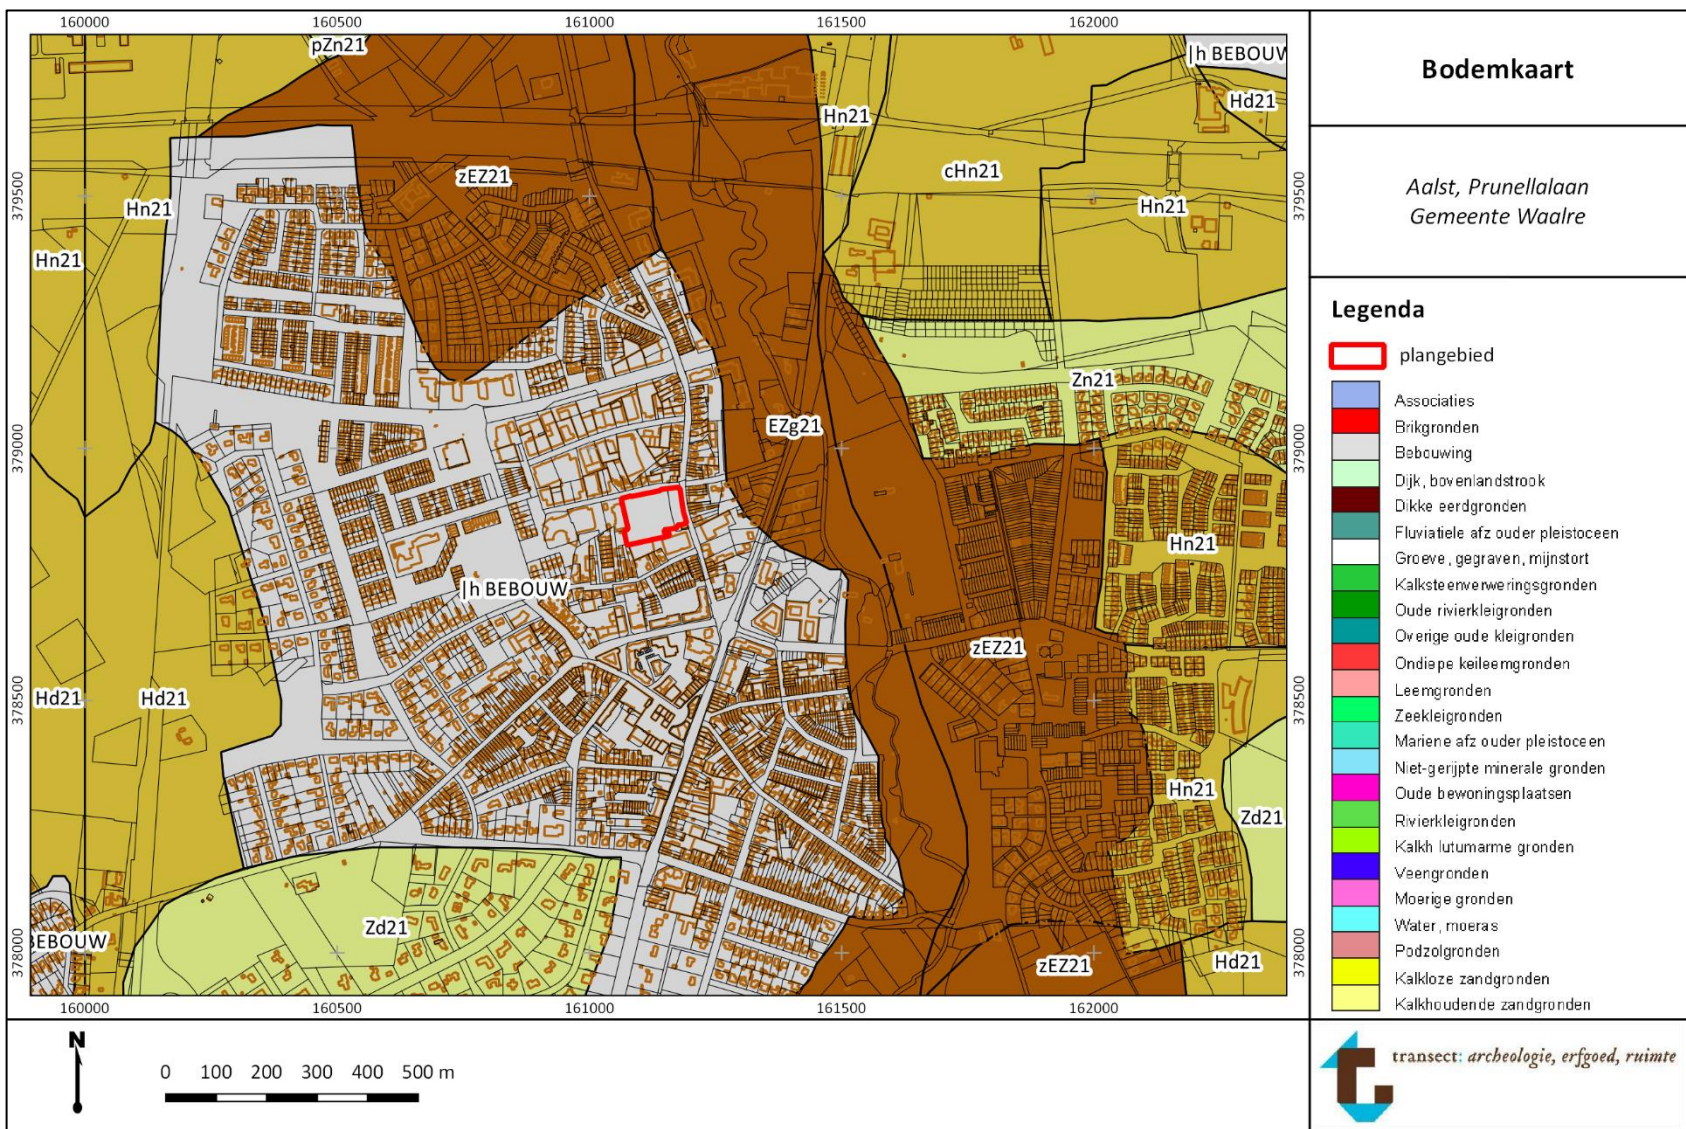 160000 160500 161000 161500 162000
pZn21
|h BEBOUW
Hd21
Hn21
cHn21
zEZ21
379500
379500
Hn21
Hn21
Hn21
Zn21
EZg21
379000
379000
Hn21
|h BEBOUW
zEZ21
Hd21
Hd21
378500
378500
Hn21
Zd21
Zd21
BEBOUW
378000
378000
zEZ21
Hd21
160000 160500 161000 161500 162000
N
0 100 200 300 400 500 m
Bodemkaart
Aalst, Prunellalaan
Gemeente Waalre
Legenda
plangebied
Associaties
Brikgronden
Bebouwing
Dijk, bovenlandstrook
Dikke eerdgronden
Fluviatiele afz ouder pleistoceen
Groeve, gegraven, mijnstort
Kalksteenverweringsgronden
Oude rivierkleigronden
Overige oude kleigronden
Ondiepe keileemgronden
Leemgronden
Zeekleigronden
Mariene afz ouder pleistoceen
Niet-gerijpte minerale gronden
Oude bewoningsplaatsen
Rivierkleigronden
Kalkh lutumarme gronden
Veengronden
Moerige gronden
Water, moeras
Podzolgronden
Kalkloze zandgronden
Kalkhoudende zandgronden
transect: archeologie, erfgoed, ruimte